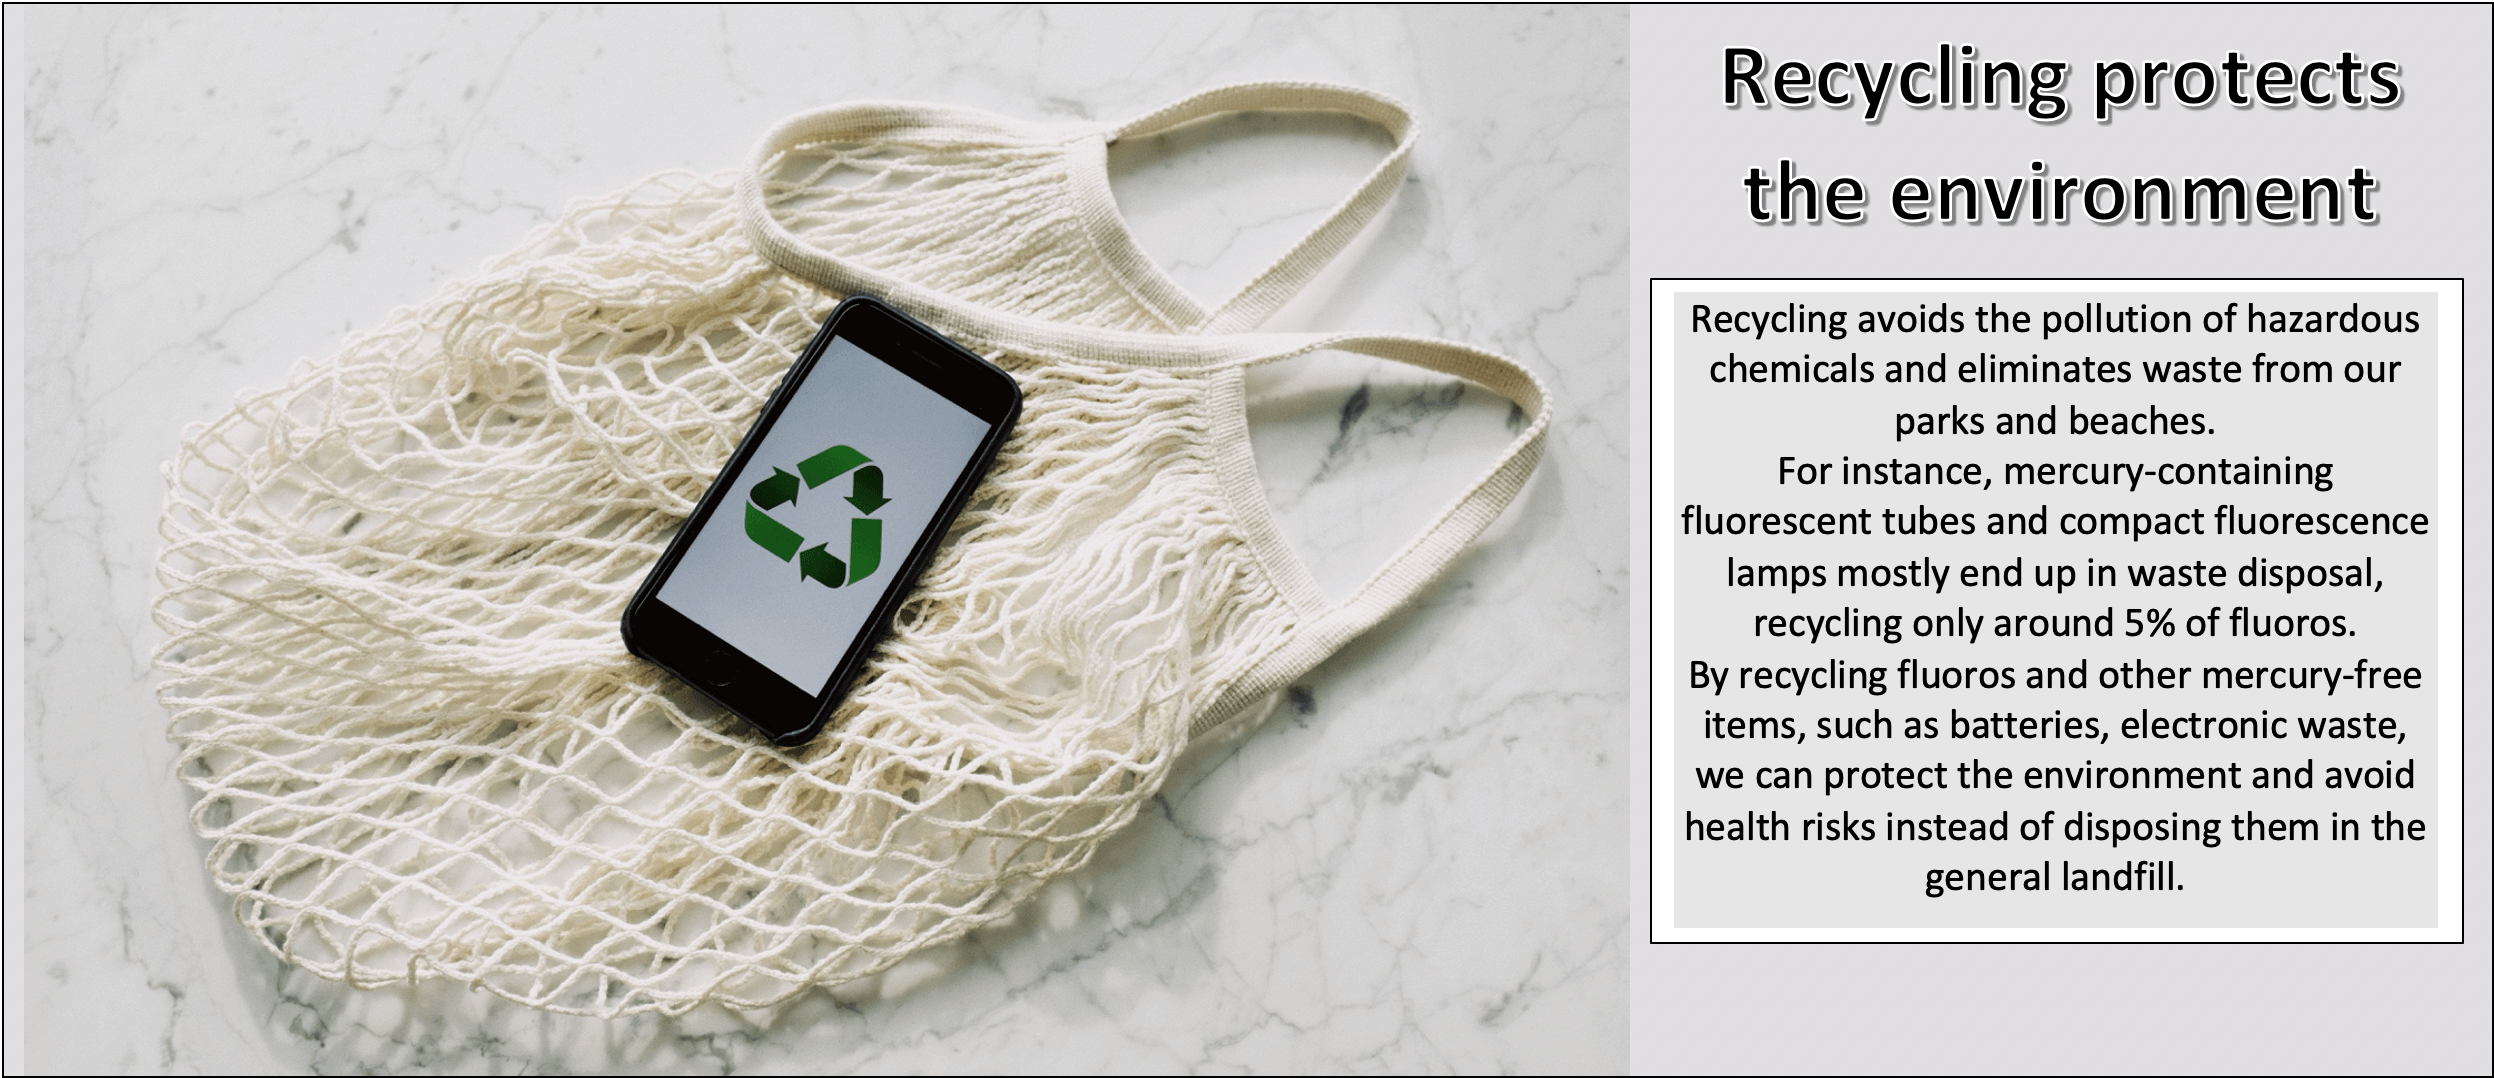 Recycling protects
the environment
Recycling avoids the pollution of hazardous
chemicals and eliminates waste from our
parks and beaches.
For instance, mercury-containing
fluorescent tubes and compact fluorescence
lamps mostly end up in waste disposal,
recycling only around 5% of fluoros.
By recycling fluoros and other mercury-free
items, such as batteries, electronic waste,
we can protect the environment and avoid
health risks instead of disposing them in the
general landfill.